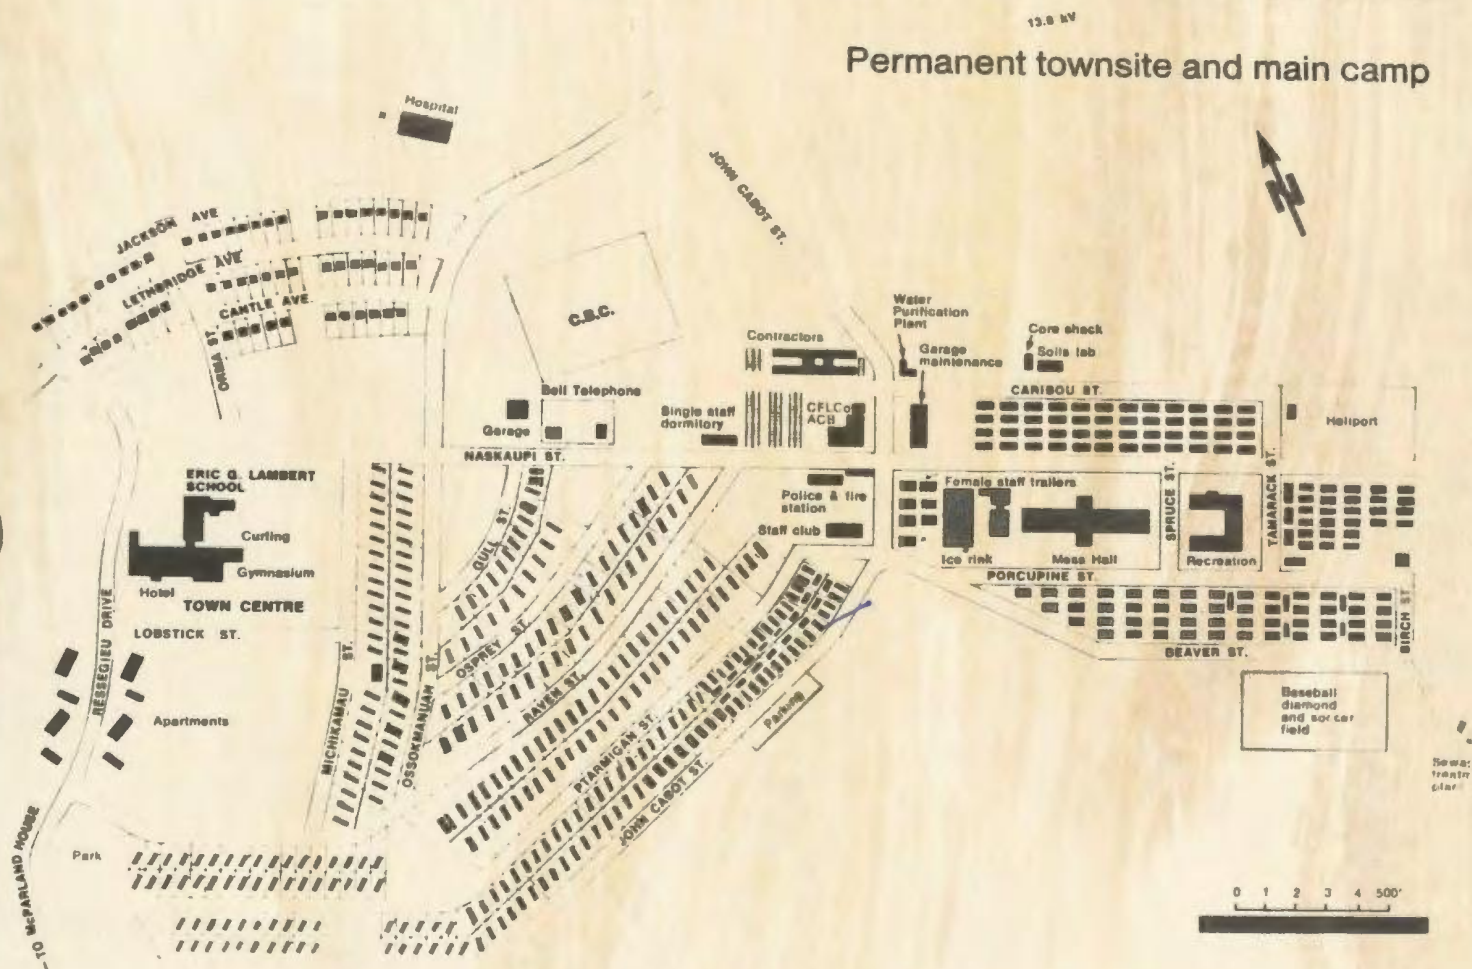 13.8 kV
Permanent townsite and main camp
Hospital
JOHN CABOT ST.
JACKSON AVE
LETHBRIDGE AVE
CANTLE AVE.
ORMA ST.
C.B.C.
N
Water
Purification
Plant
Core shack
Soils lab
Contractors
Garage
maintenance
CARIBOU ST.
Bell Telephone
Garage
Single staff
dormitory
CFLCo
ACB
Heliport
NASKAUPI ST.
ERIC G. LAMBERT
SCHOOL
Curling
Gymnasium
Hotel
TOWN CENTRE
LOBSTICK ST.
RESSEGIEU DRIVE
Apartments
GULL ST.
OSPREY ST.
RAVEN ST.
PTARMIGAN ST.
JOHN CABOT ST.
Parking
MICHIKAMAU ST.
OSSOKMANUAN ST.
Police & fire
station
Staff club
Female staff trailers
Ice rink
Mess Hall
SPRUCE ST.
Recreation
TAMARACK ST.
PORCUPINE ST.
BEAVER ST.
BIRCH ST
Baseball
diamond
and soccer
field
Park
TO McPARLAND HOUSE
0 1 2 3 4 500'